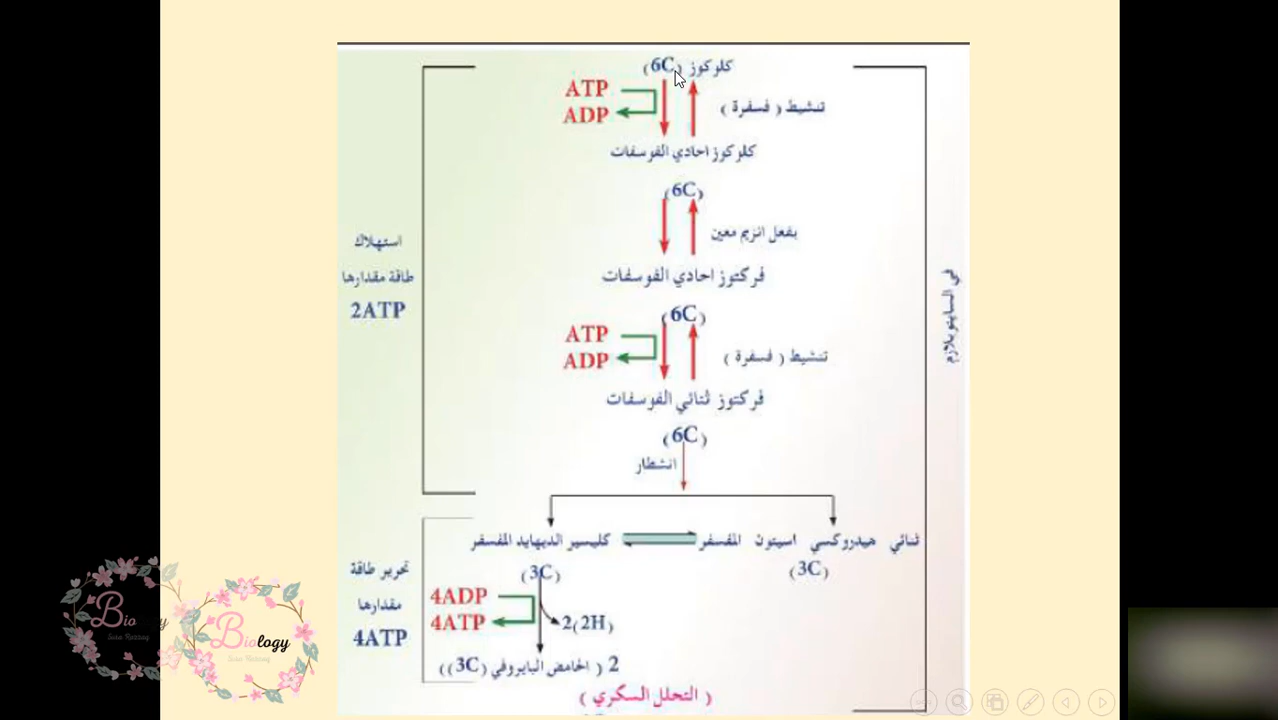 كلوكوز (6C)
ATP
ADP
تنشيط ( فسفرة )
كلوكوز احادي الفوسفات
(6C)
بفعل انزيم معين
فركتوز احادي الفوسفات
(6C)
ATP
ADP
تنشيط ( فسفرة )
فركتوز ثنائي الفوسفات
(6C)
انشطار
استهلاك
طاقة مقدارها
2ATP
في السايتوبلازم
ثنائي هيدروكسي اسيتون المفسفر
(3C)
كليسير الديهايد المفسفر
(3C)
4ADP
4ATP
2(2H)
تحرير طاقة
مقدارها
4ATP
2 ( الحامض البايروفي (3C))
( التحلل السكري )
Biology
Biology